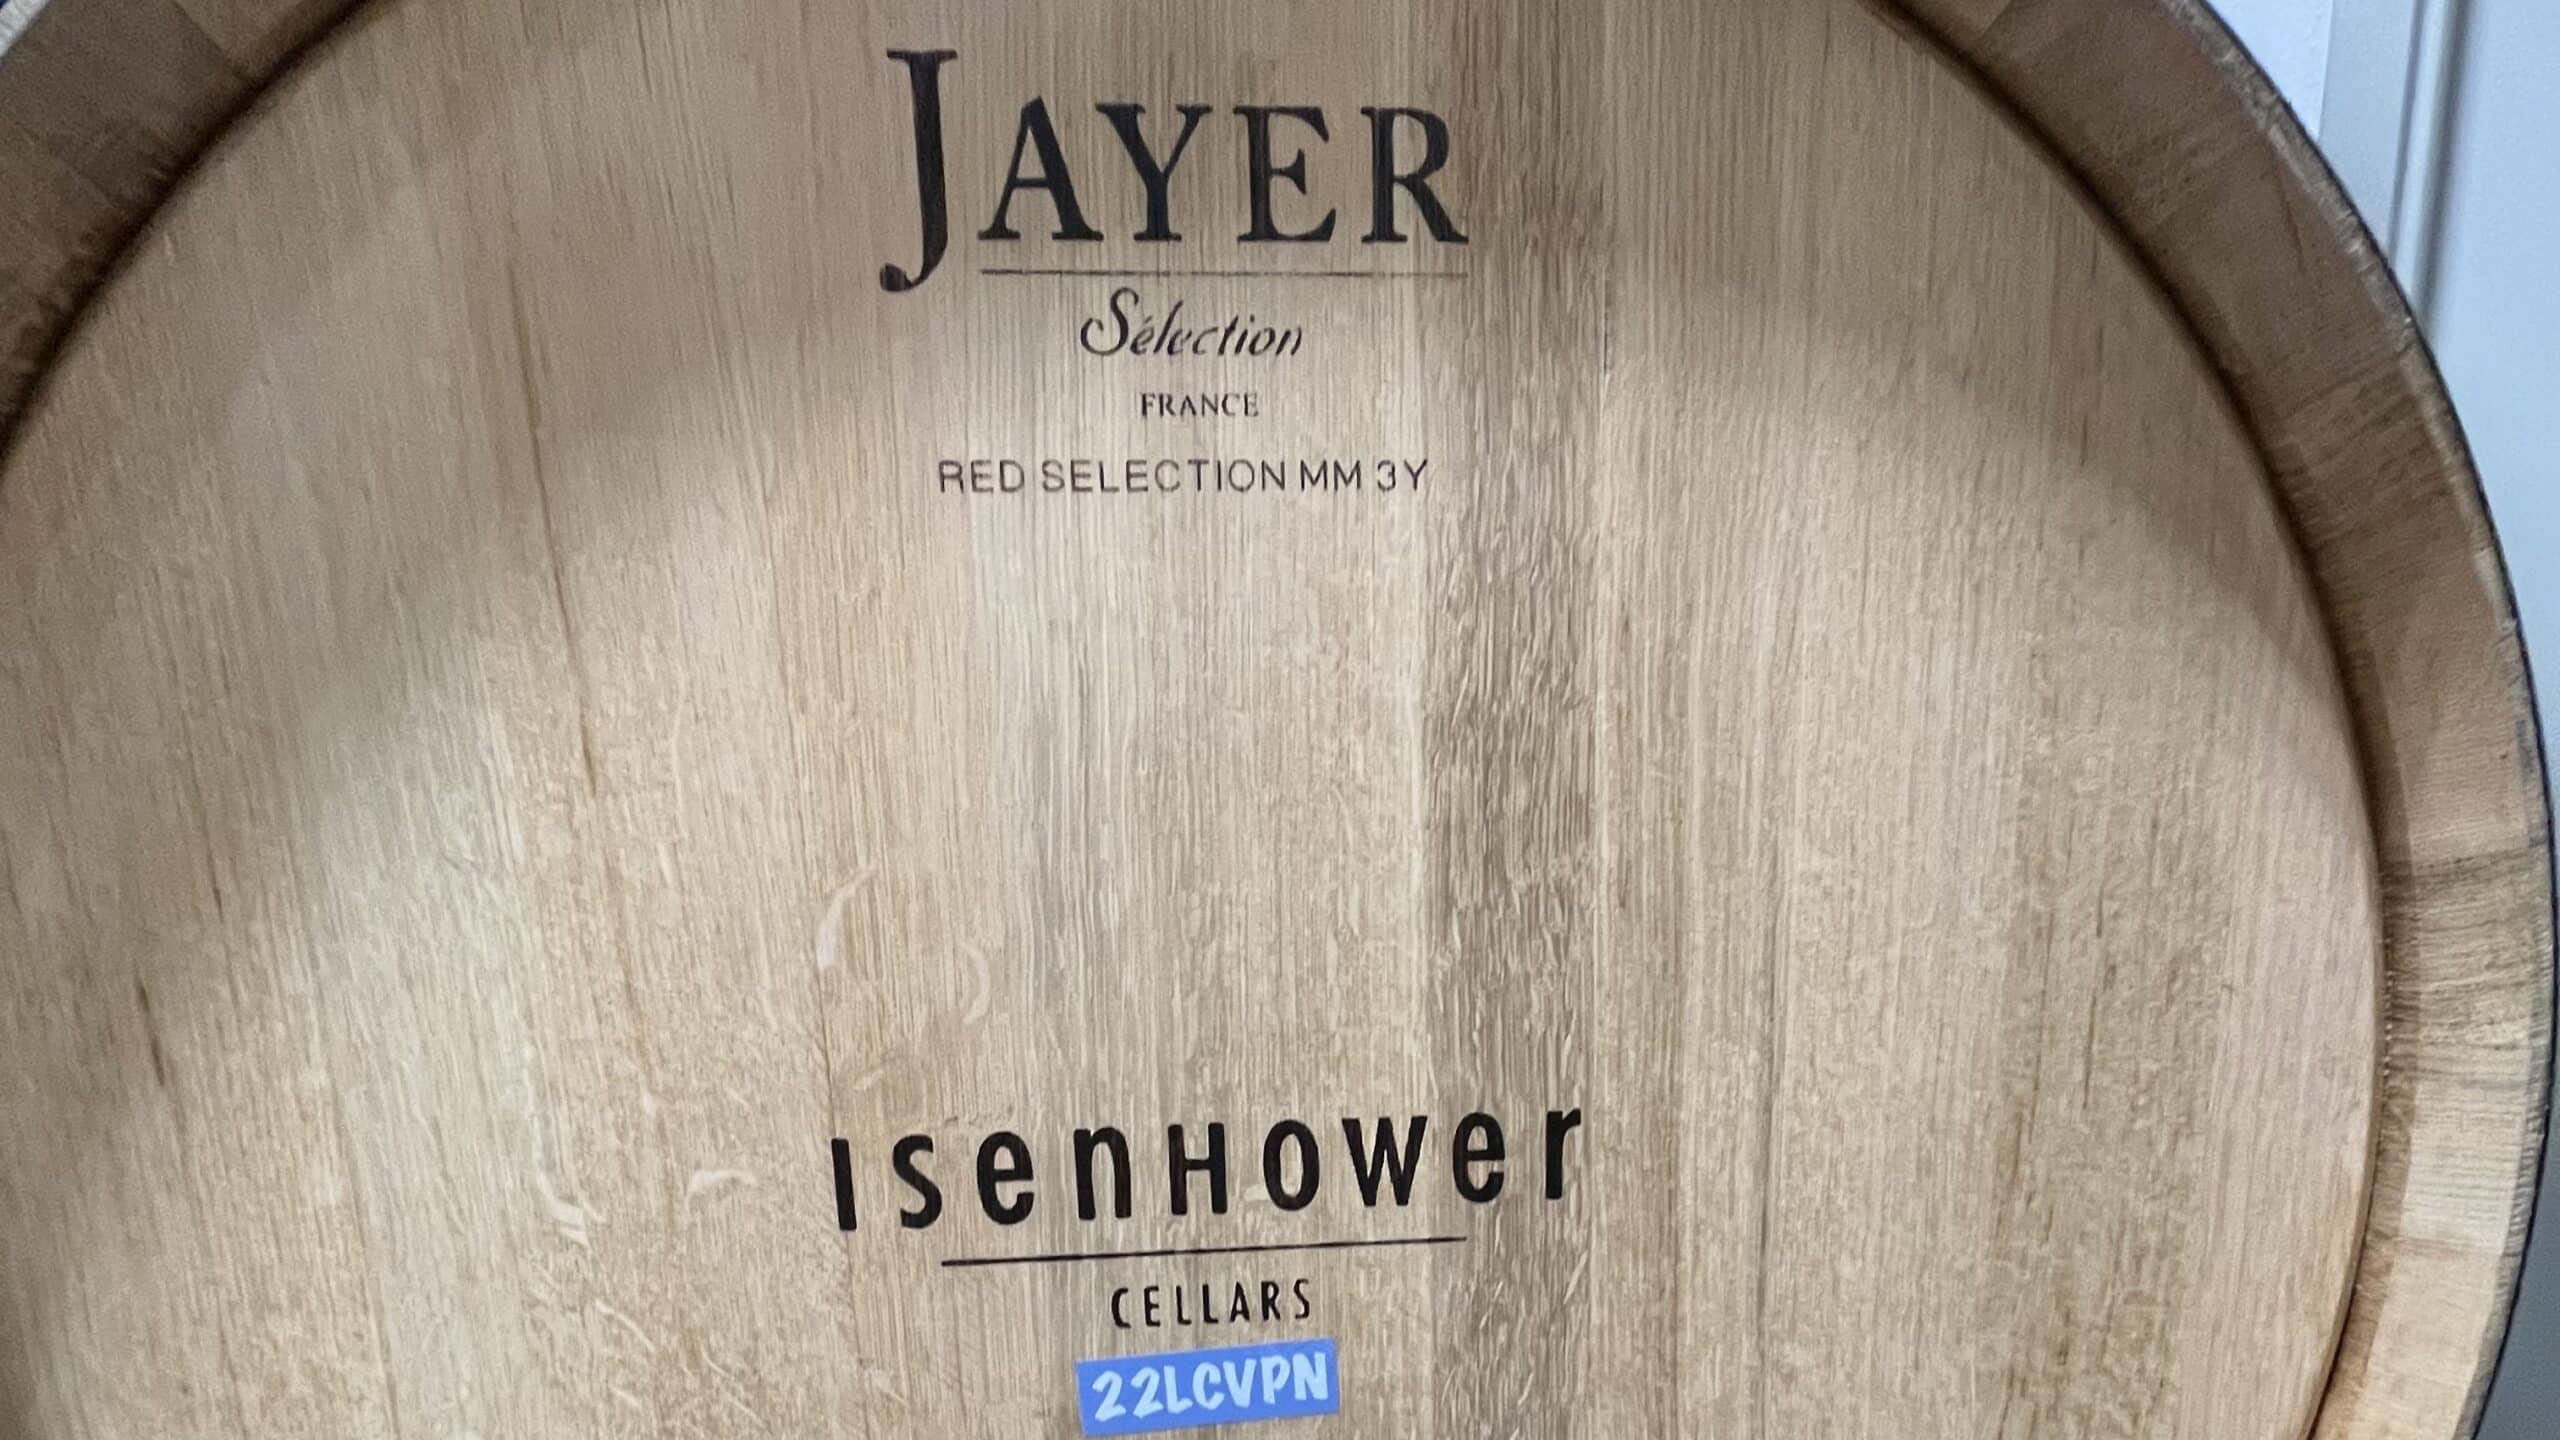 JAYER
Sélection
FRANCE
RED SELECTION MM 3Y
IsenHower
CELLARS
22LCVPN